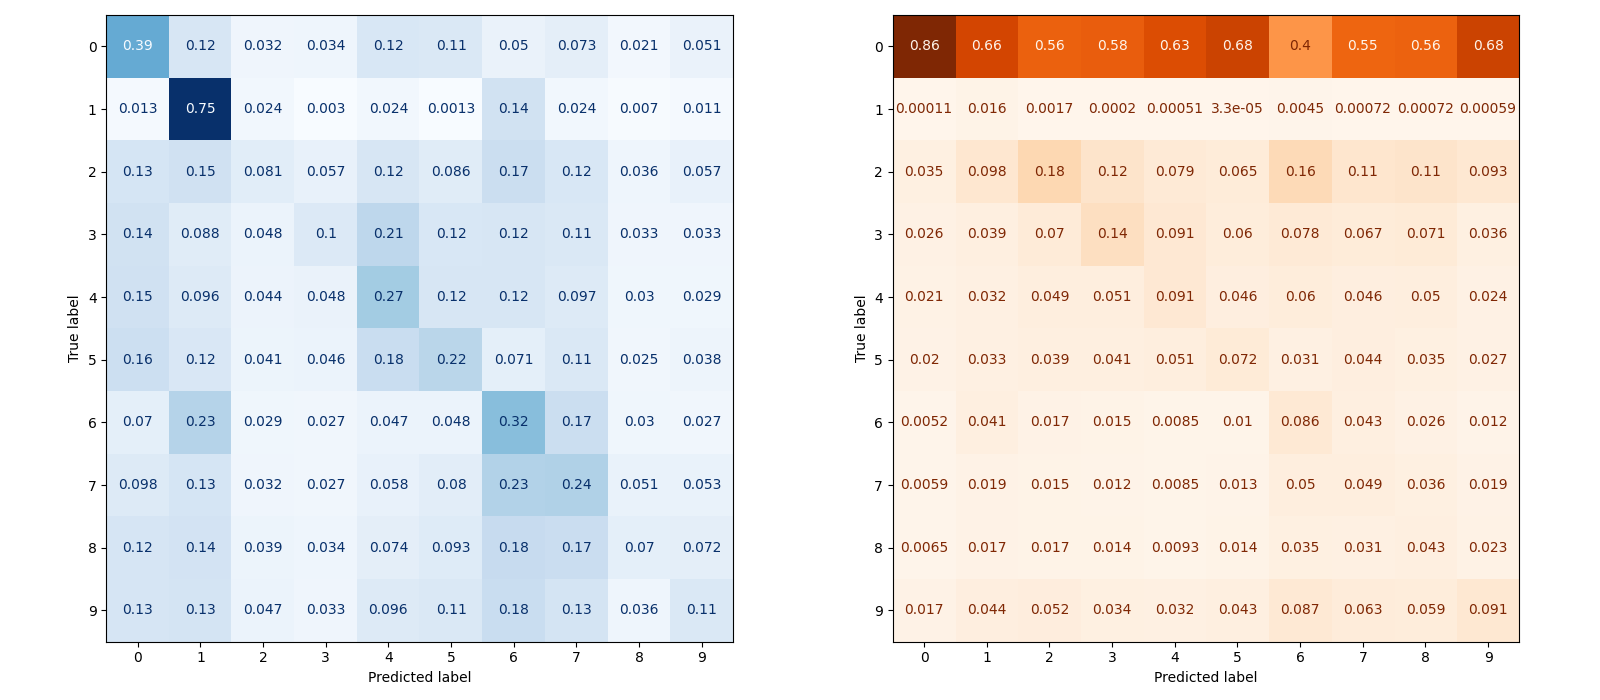 0 0.39 0.12 0.032 0.034 0.12 0.11 0.05 0.073 0.021 0.051
1 0.013 0.75 0.024 0.003 0.024 0.0013 0.14 0.024 0.007 0.011
2 0.13 0.15 0.081 0.057 0.12 0.086 0.17 0.12 0.036 0.057
3 0.14 0.088 0.048 0.1 0.21 0.12 0.12 0.11 0.033 0.033
4 0.15 0.096 0.044 0.048 0.27 0.12 0.12 0.097 0.03 0.029
True label
5 0.16 0.12 0.041 0.046 0.18 0.22 0.071 0.11 0.025 0.038
6 0.07 0.23 0.029 0.027 0.047 0.048 0.32 0.17 0.03 0.027
7 0.098 0.13 0.032 0.027 0.058 0.08 0.23 0.24 0.051 0.053
8 0.12 0.14 0.039 0.034 0.074 0.093 0.18 0.17 0.07 0.072
9 0.13 0.13 0.047 0.033 0.096 0.11 0.18 0.13 0.036 0.11
0 1 2 3 4 5 6 7 8 9
Predicted label
0 0.86 0.66 0.56 0.58 0.63 0.68 0.4 0.55 0.56 0.68
1 0.00011 0.016 0.0017 0.0002 0.00051 3.3e-05 0.0045 0.00072 0.00072 0.00059
2 0.035 0.098 0.18 0.12 0.079 0.065 0.16 0.11 0.11 0.093
3 0.026 0.039 0.07 0.14 0.091 0.06 0.078 0.067 0.071 0.036
4 0.021 0.032 0.049 0.051 0.091 0.046 0.06 0.046 0.05 0.024
True label
5 0.02 0.033 0.039 0.041 0.051 0.072 0.031 0.044 0.035 0.027
6 0.0052 0.041 0.017 0.015 0.0085 0.01 0.086 0.043 0.026 0.012
7 0.0059 0.019 0.015 0.012 0.0085 0.013 0.05 0.049 0.036 0.019
8 0.0065 0.017 0.017 0.014 0.0093 0.014 0.035 0.031 0.043 0.023
9 0.017 0.044 0.052 0.034 0.032 0.043 0.087 0.063 0.059 0.091
0 1 2 3 4 5 6 7 8 9
Predicted label